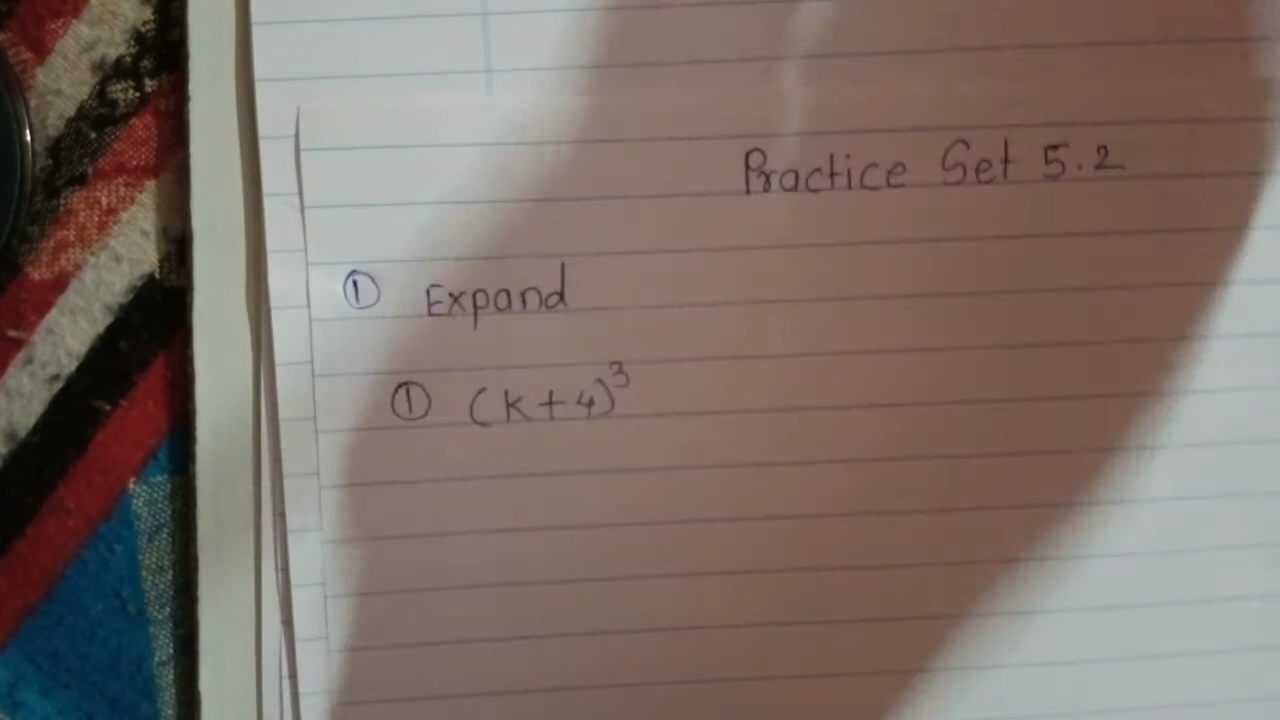 Practice Set 5.2
① Expand
① (k+4)³